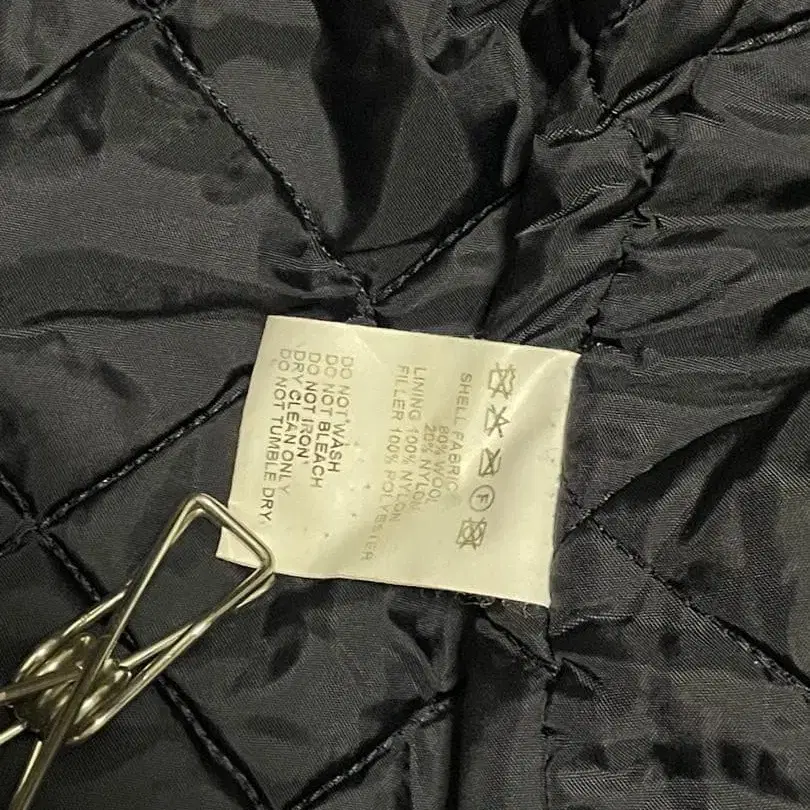 F
SHELL FABRIC
80% WOOL
20% NYLON
LINING 100% NYLON
FILLER 100% POLYESTER
DO NOT WASH
DO NOT BLEACH
DO NOT IRON
DRY CLEAN ONLY
DO NOT TUMBLE DRY